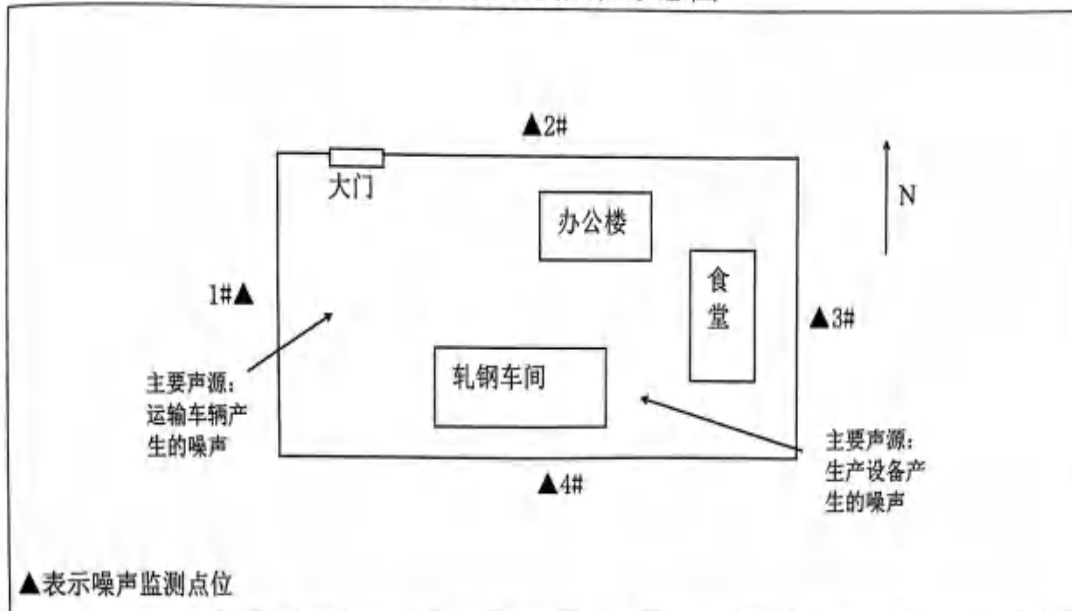 ▲2#
大门
办公楼
N
食
堂
1#▲
▲3#
轧钢车间
主要声源:
运输车辆产
生的噪声
主要声源:
生产设备产
生的噪声
▲4#
▲表示噪声监测点位